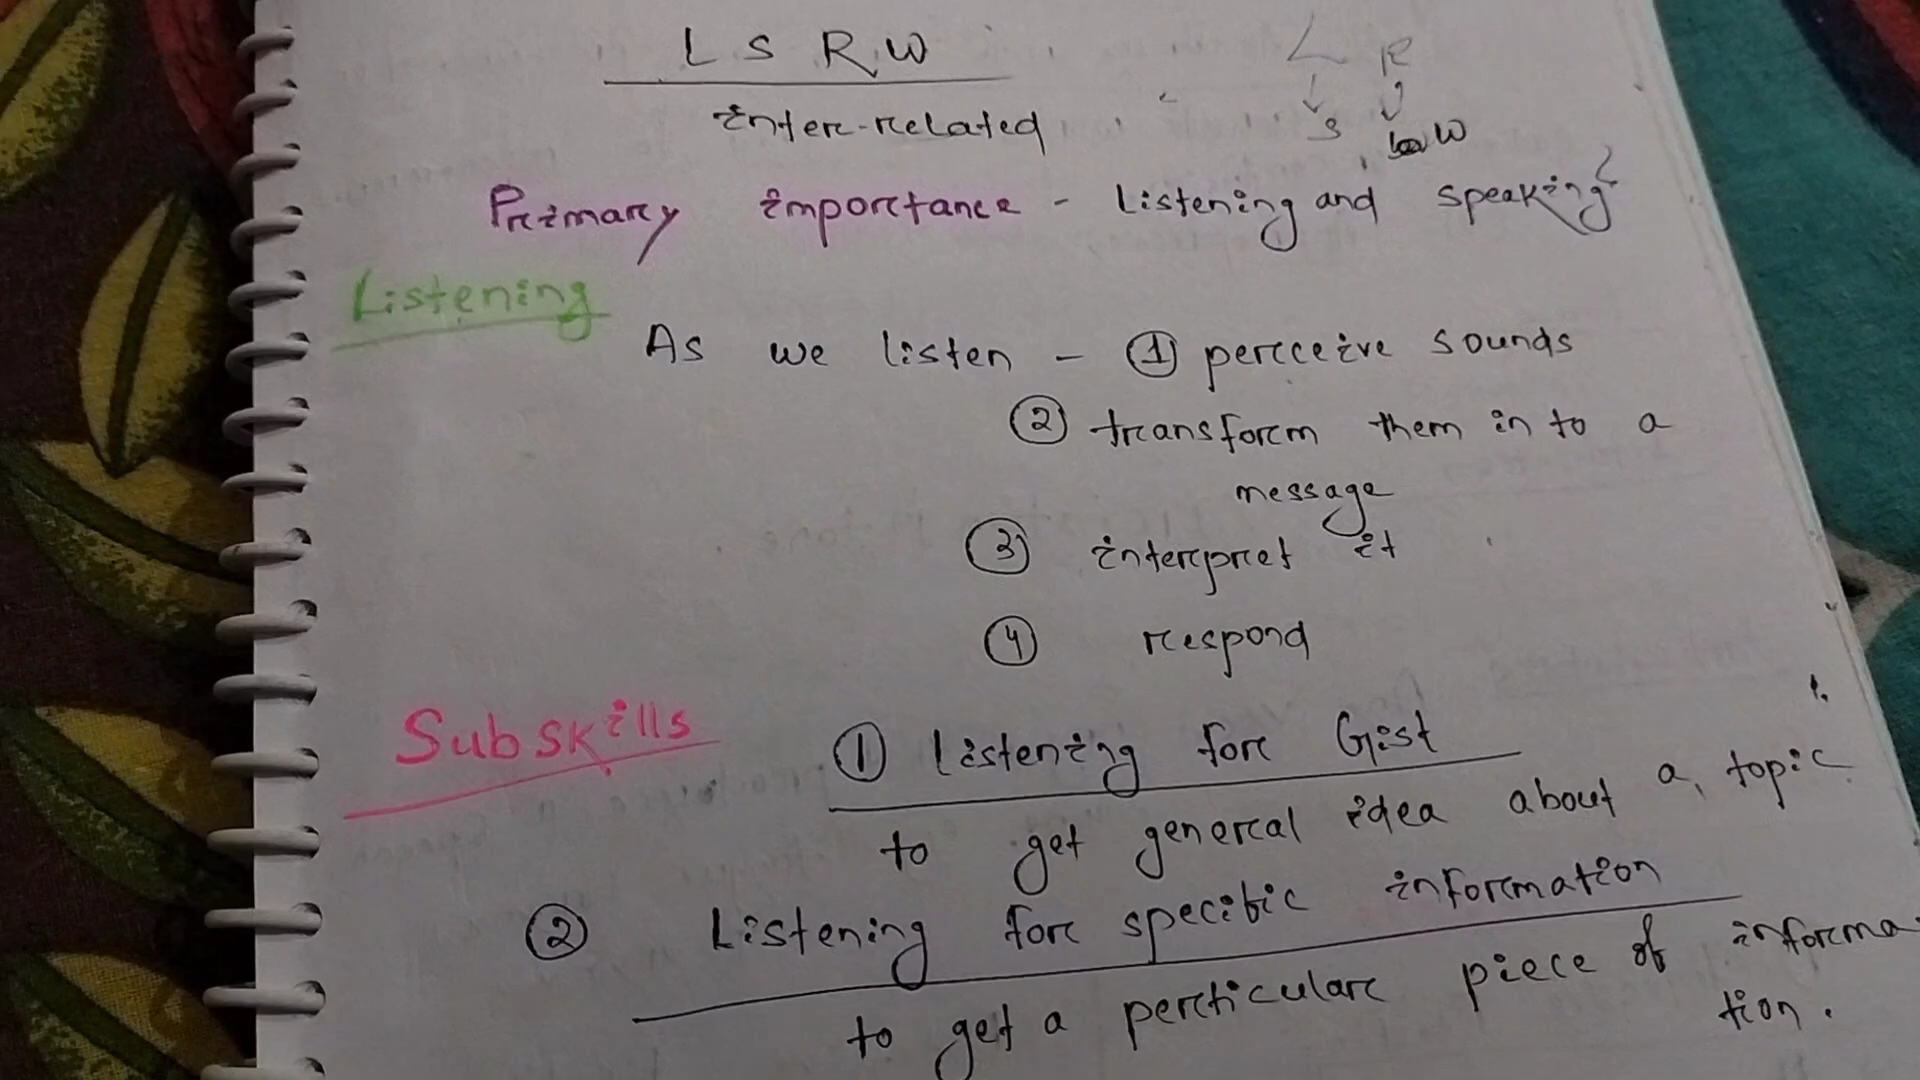 L S R W
L R
inter-related
S W
Primary importance - Listening and speaking
Listening
As we listen - ① perceive sounds
② transform them in to a
message
③ interpret it
④ respond
Subskills
① Listening for Gist
to get general idea about a topic
② Listening for specific information
to get a perticular piece of informa-
tion.